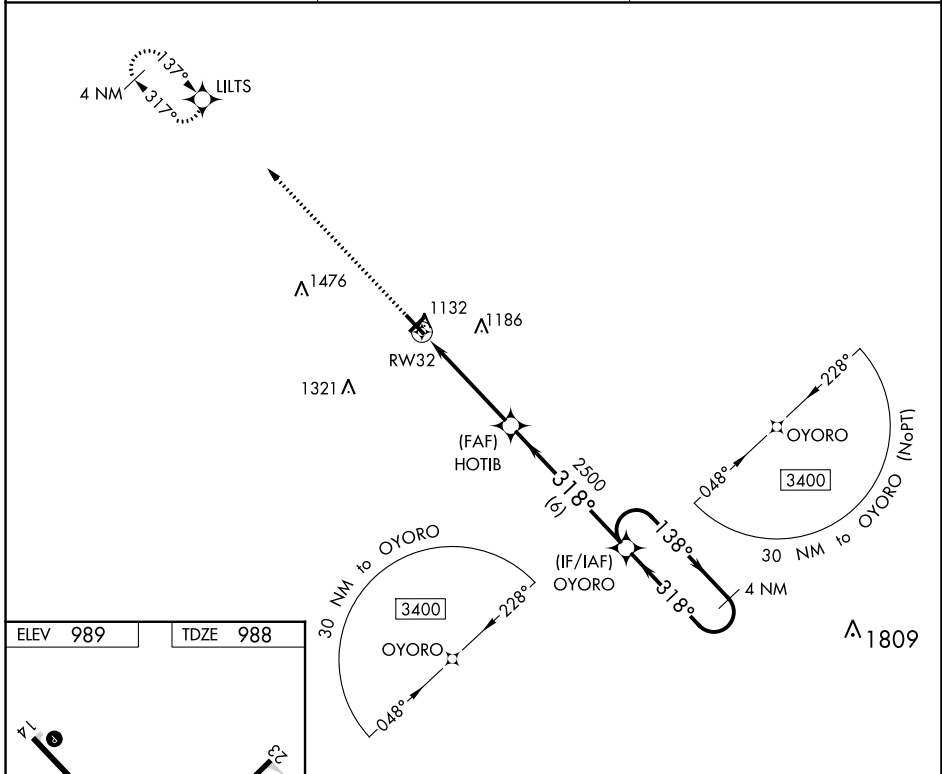 137°
LILTS
4 NM
317°
1476
1132
1186
RW32
1321
(FAF)
HOTIB
2500
318°
(6)
228°
OYORO
048°
3400
30 NM to OYORO (NoPT)
138°
(IF/IAF)
OYORO
318°
4 NM
30 NM to OYORO
3400
228°
OYORO
048°
1809
ELEV 989
TDZE 988
14
P
23